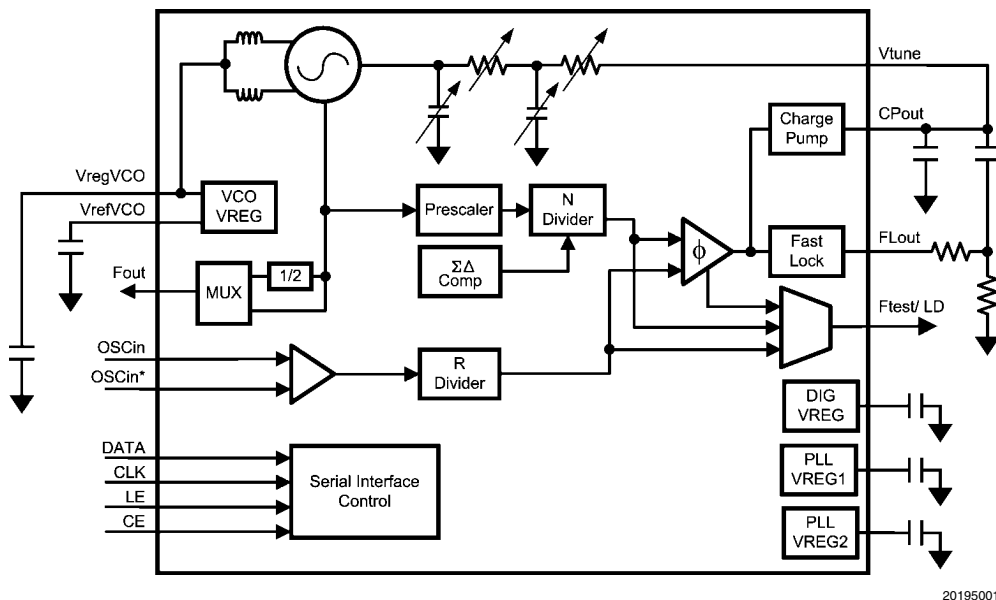 Vtune
Charge
Pump
CPout
VregVCO
VCO
VREG
VrefVCO
Prescaler
N
Divider
ϕ
Fast
Lock
FLout
ΣΔ
Comp
Fout
MUX
1/2
Ftest/ LD
OSCin
OSCin*
R
Divider
DIG
VREG
DATA
CLK
LE
CE
Serial Interface
Control
PLL
VREG1
PLL
VREG2
20195001